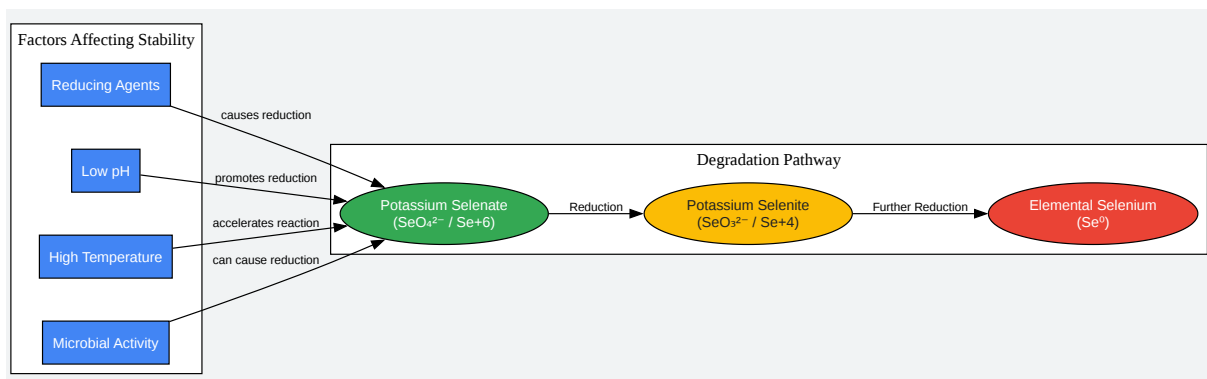 Factors Affecting Stability
Reducing Agents
Low pH
High Temperature
Microbial Activity
causes reduction
promotes reduction
accelerates reaction
can cause reduction
Degradation Pathway
Potassium Selenate
(SeO₄²⁻ / Se+6)
Reduction
Potassium Selenite
(SeO₃²⁻ / Se+4)
Further Reduction
Elemental Selenium
(Se⁰)